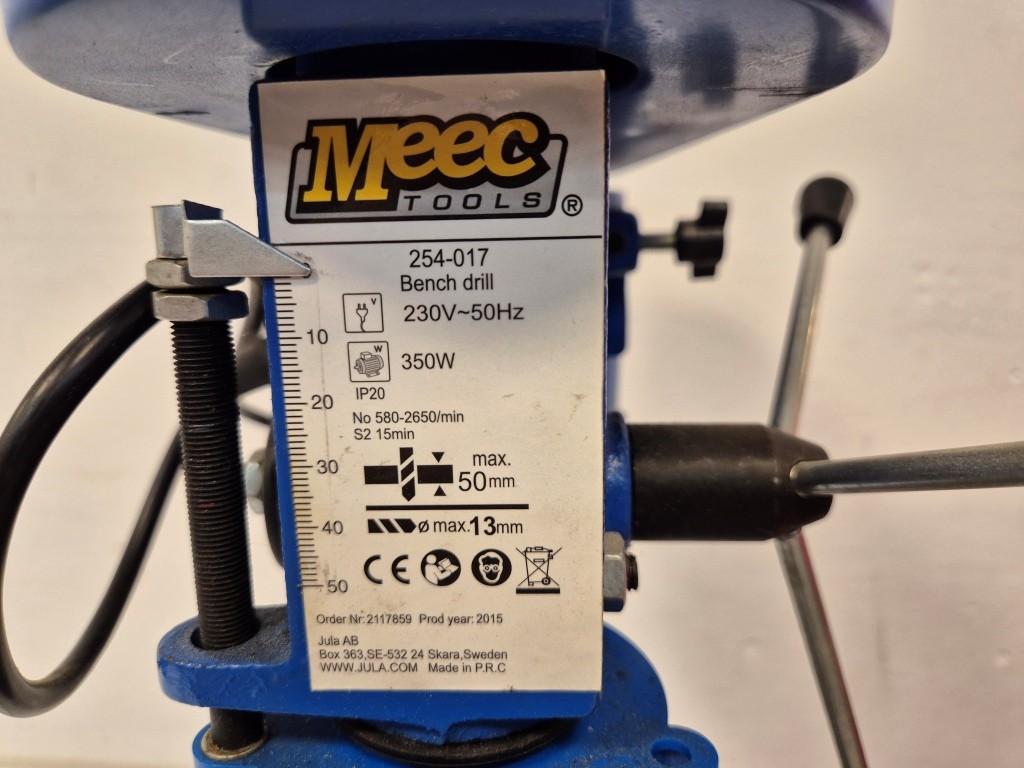 Meec
TOOLS ®
254-017
Bench drill
V
230V~50Hz
W
350W
IP20
No 580-2650/min
S2 15min
max.
50mm
ø max.13mm
10
20
30
40
50
CE
Order Nr:2117859 Prod year: 2015
Jula AB
Box 363,SE-532 24 Skara,Sweden
WWW.JULA.COM Made in P.R.C